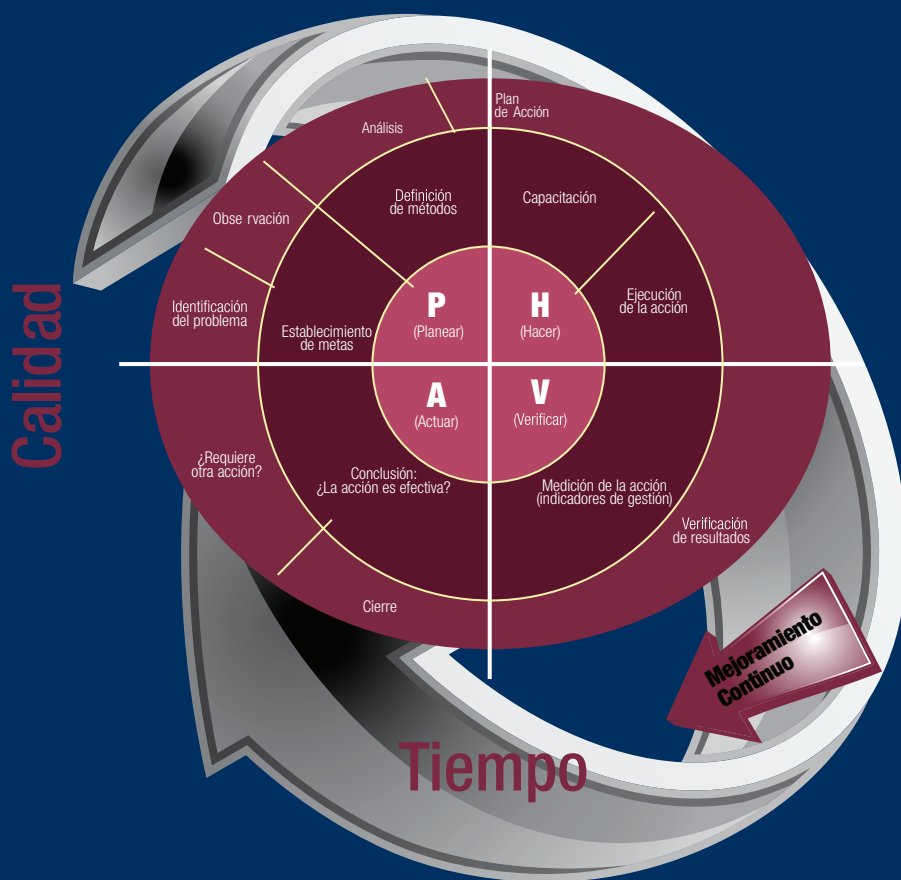 Plan
de Acción
Análisis
Definición
de métodos
Capacitación
Obse rvación
Identificación
del problema
Establecimiento
de metas
P
(Planear)
H
(Hacer)
Ejecución
de la acción
A
(Actuar)
V
(Verificar)
¿Requiere
otra acción?
Conclusión:
¿La acción es efectiva?
Medición de la acción
(indicadores de gestión)
Verificación
de resultados
Cierre
Calidad
Tiempo
Mejoramiento
Continuo